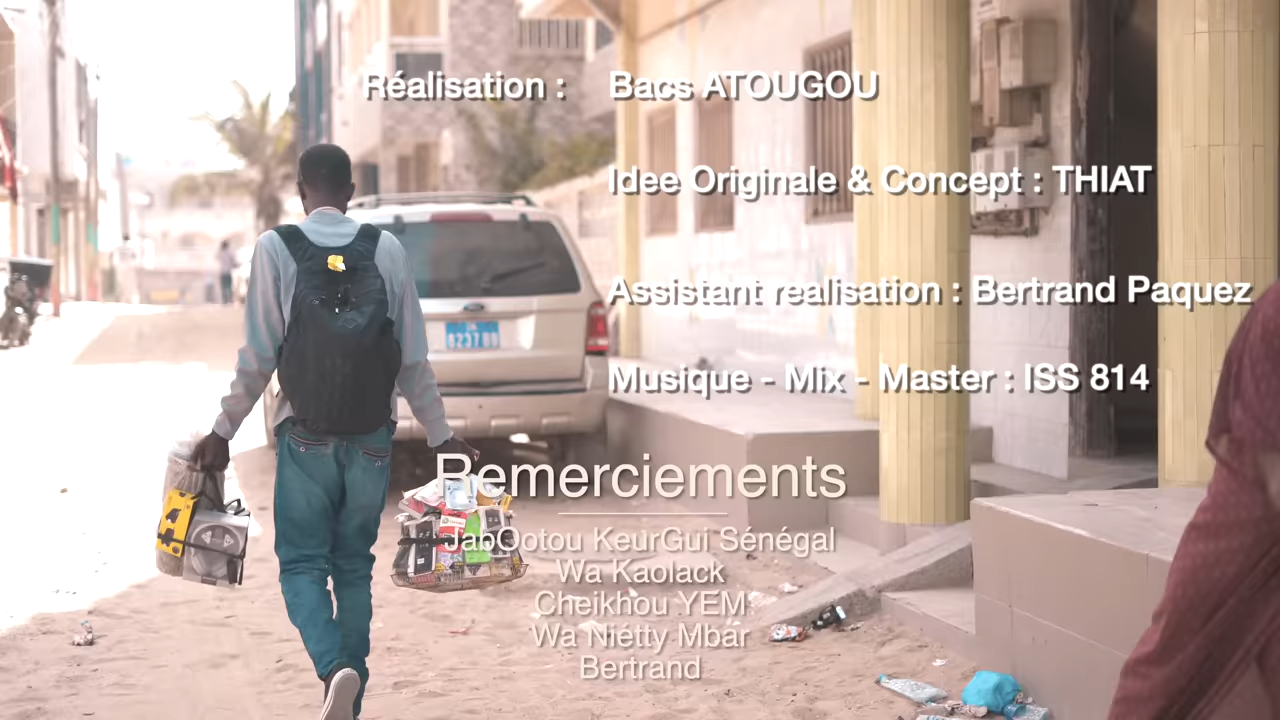 Réalisation : Bacs ATOUGOU
Idee Originale & Concept : THIAT
Assistant realisation : Bertrand Paquez
Musique - Mix - Master : ISS 814
Remerciements
JabOotou KeurGui Sénégal
Wa Kaolack
Cheikhou YEM
Wa Niétty Mbar
Bertrand